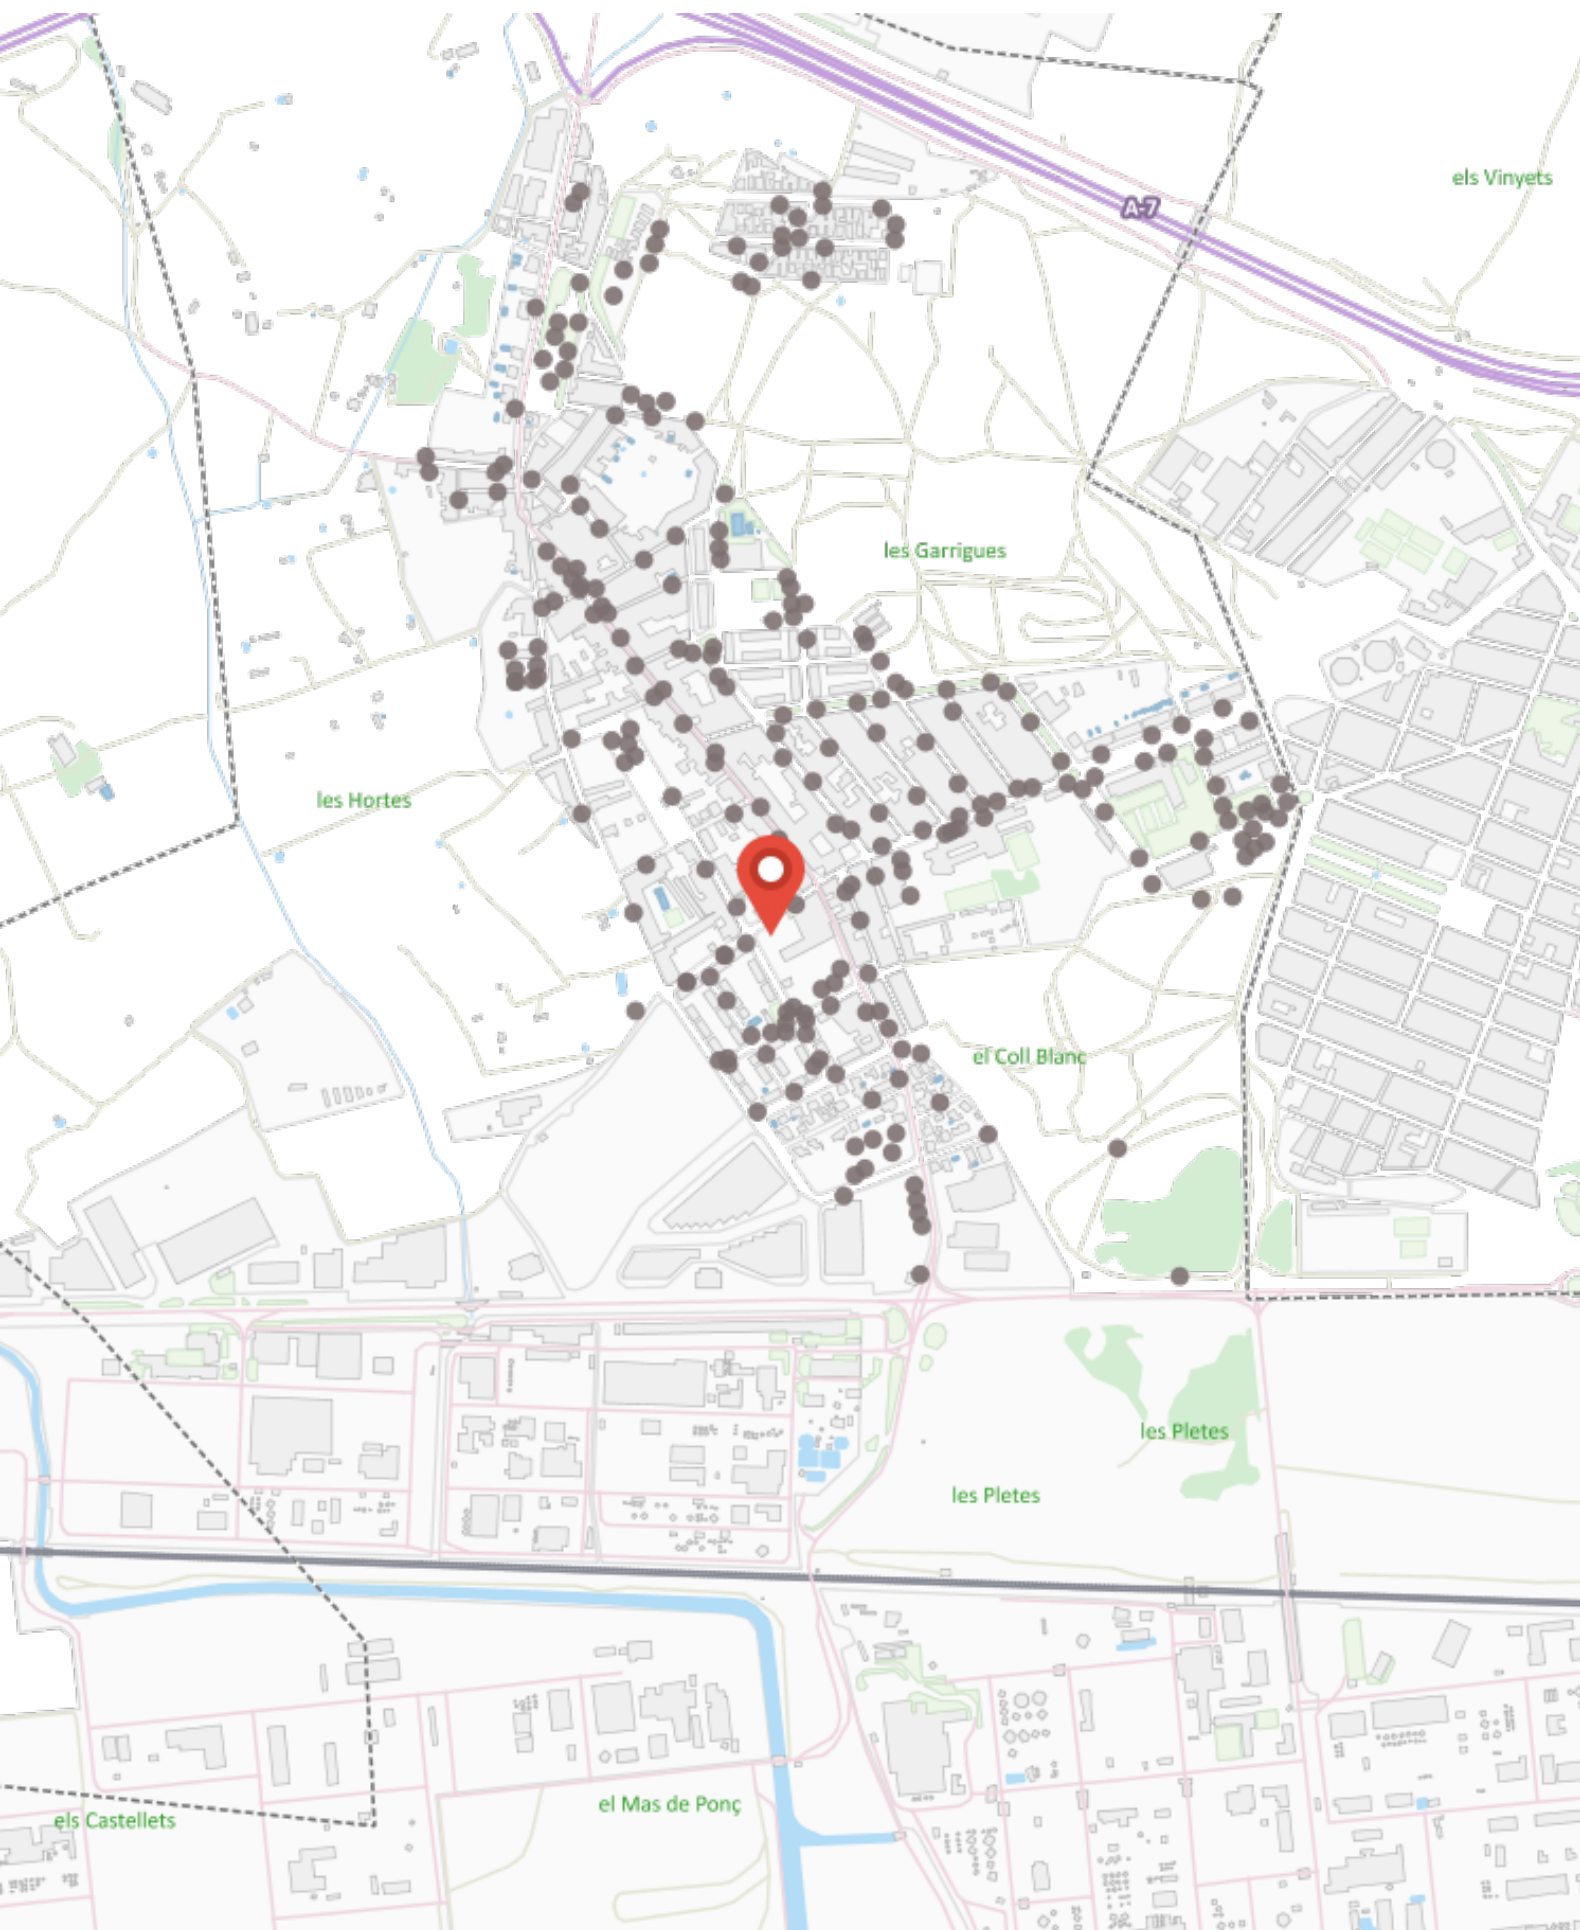 els Vinyets
A-7
les Garrigues
les Hortes
el Coll Blanc
les Pletes
les Pletes
el Mas de Ponç
els Castellets